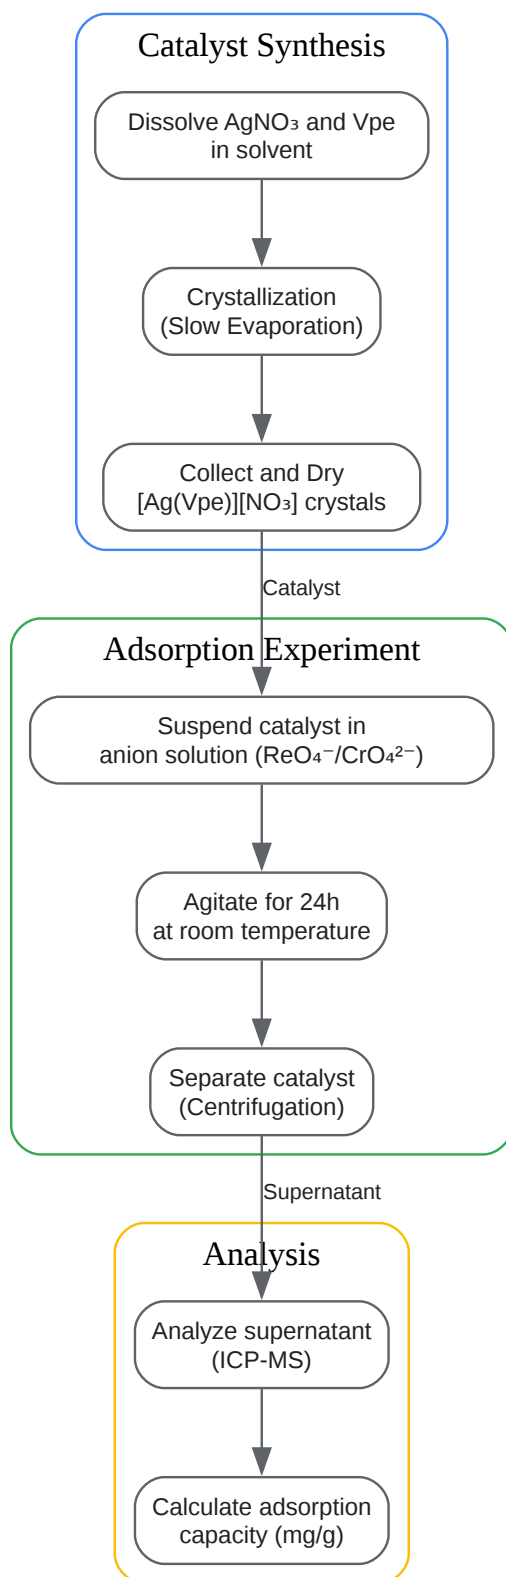 Catalyst Synthesis
Dissolve AgNO₃ and Vpe
in solvent
Crystallization
(Slow Evaporation)
Collect and Dry
[Ag(Vpe)][NO₃] crystals
Catalyst
Adsorption Experiment
Suspend catalyst in
anion solution (ReO₄⁻/CrO₄²⁻)
Agitate for 24h
at room temperature
Separate catalyst
(Centrifugation)
Supernatant
Analysis
Analyze supernatant
(ICP-MS)
Calculate adsorption
capacity (mg/g)